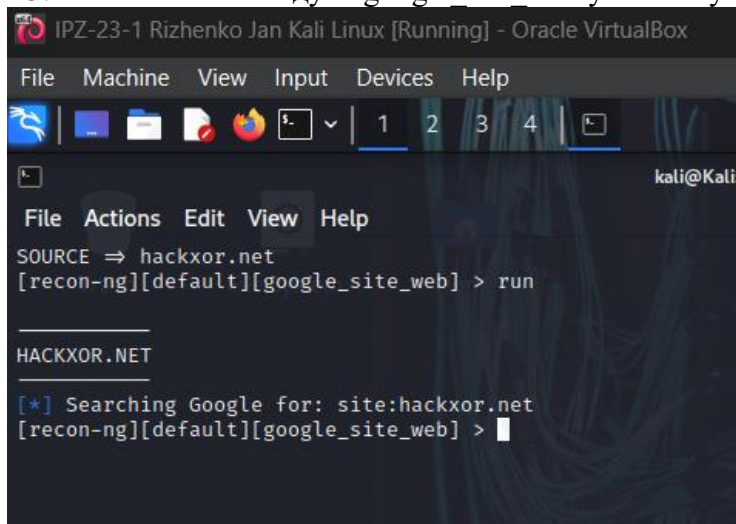 IPZ-23-1 Rizhenko Jan Kali Linux [Running] - Oracle VirtualBox
File Machine View Input Devices Help
1 2 3 4
kali@Kali
File Actions Edit View Help
SOURCE ⇒ hackxor.net
[recon-ng][default][google_site_web] > run
HACKXOR.NET
[*] Searching Google for: site:hackxor.net
[recon-ng][default][google_site_web] >